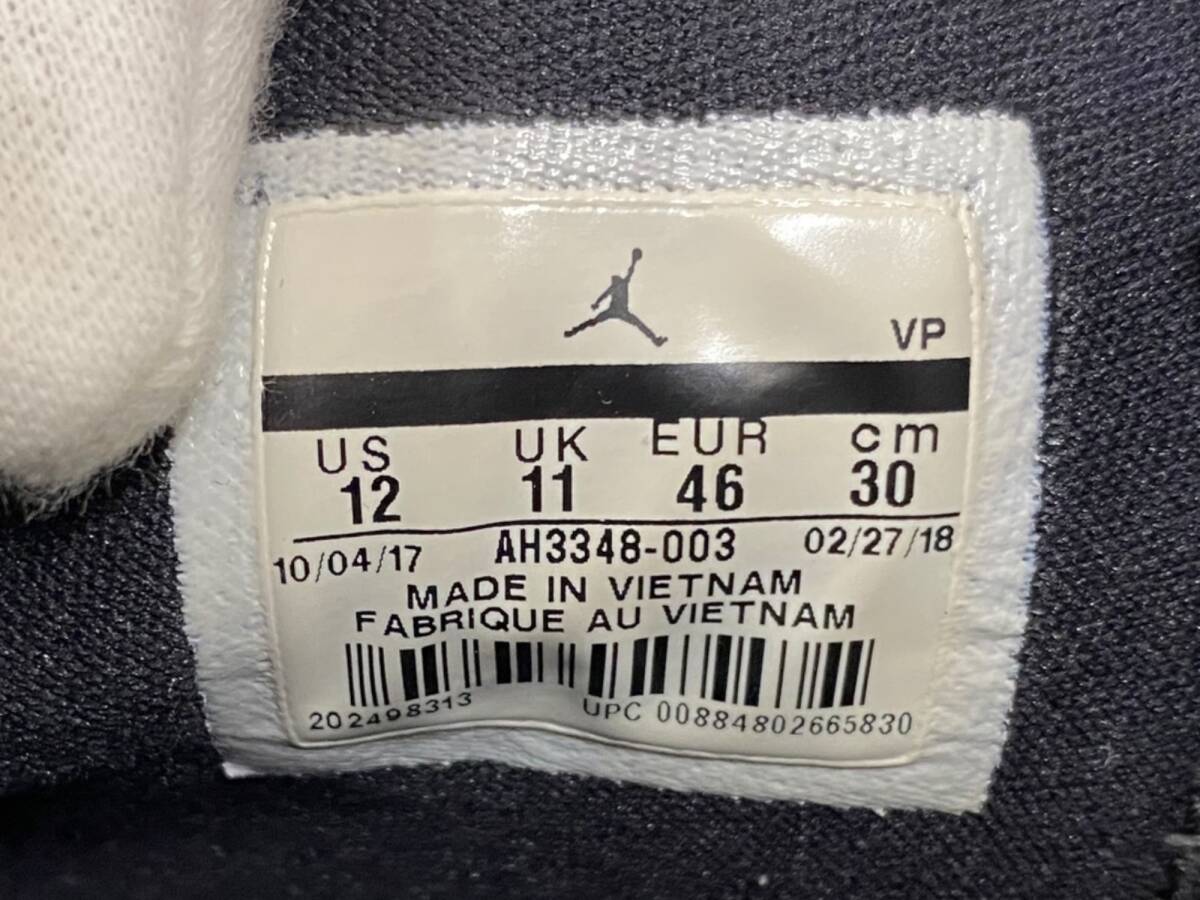 VP
US UK EUR cm
12 11 46 30
10/04/17 AH3348-003 02/27/18
MADE IN VIETNAM
FABRIQUE AU VIETNAM
202498313 UPC 00884802665830